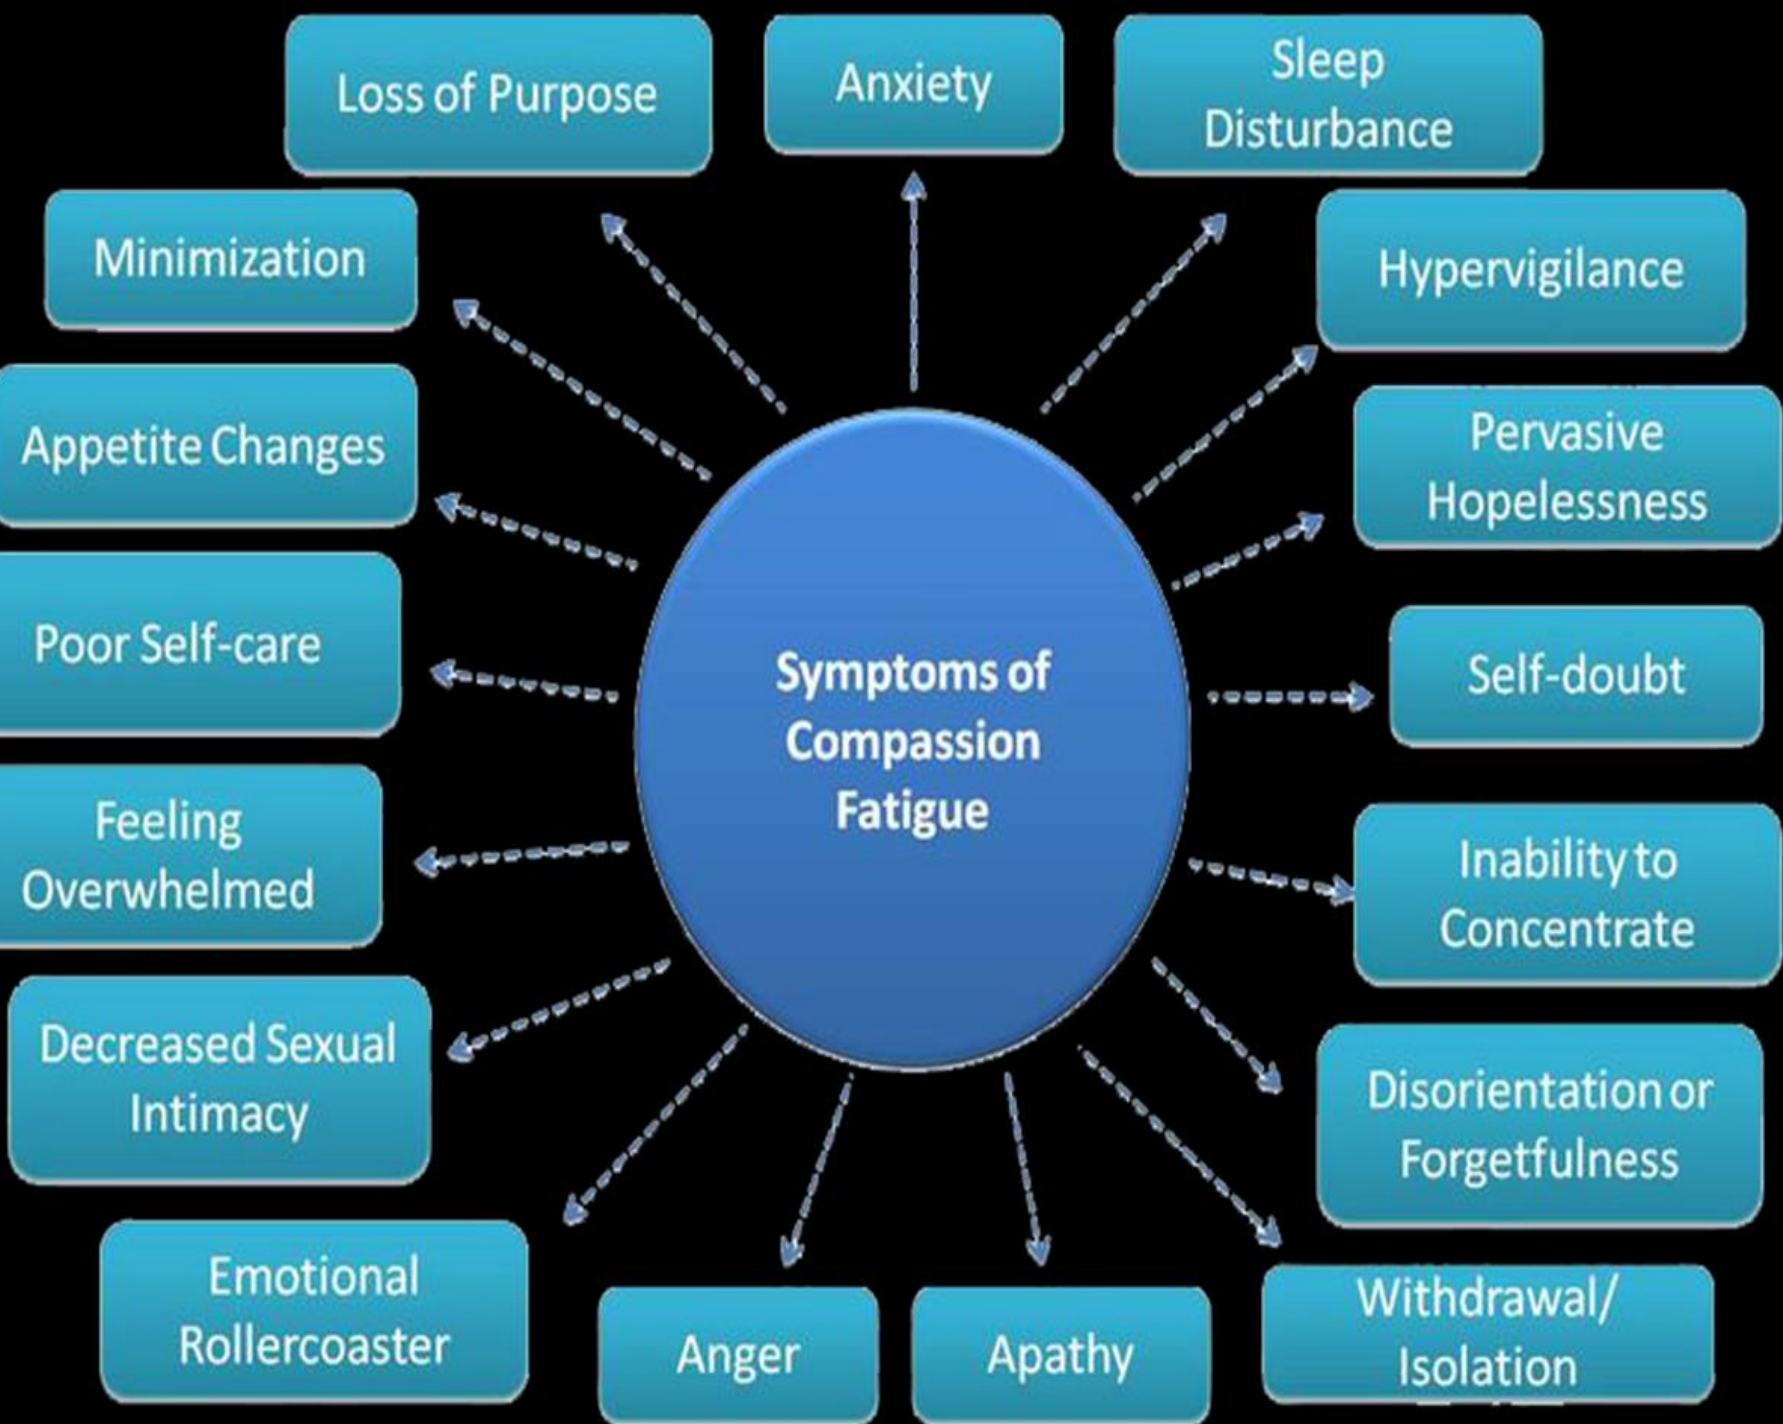 Loss of Purpose
Anxiety
Sleep
Disturbance
Minimization
Hypervigilance
Appetite Changes
Pervasive
Hopelessness
Poor Self-care
Symptoms of
Compassion
Fatigue
Self-doubt
Feeling
Overwhelmed
Inability to
Concentrate
Decreased Sexual
Intimacy
Disorientation or
Forgetfulness
Emotional
Rollercoaster
Anger
Apathy
Withdrawal/
Isolation